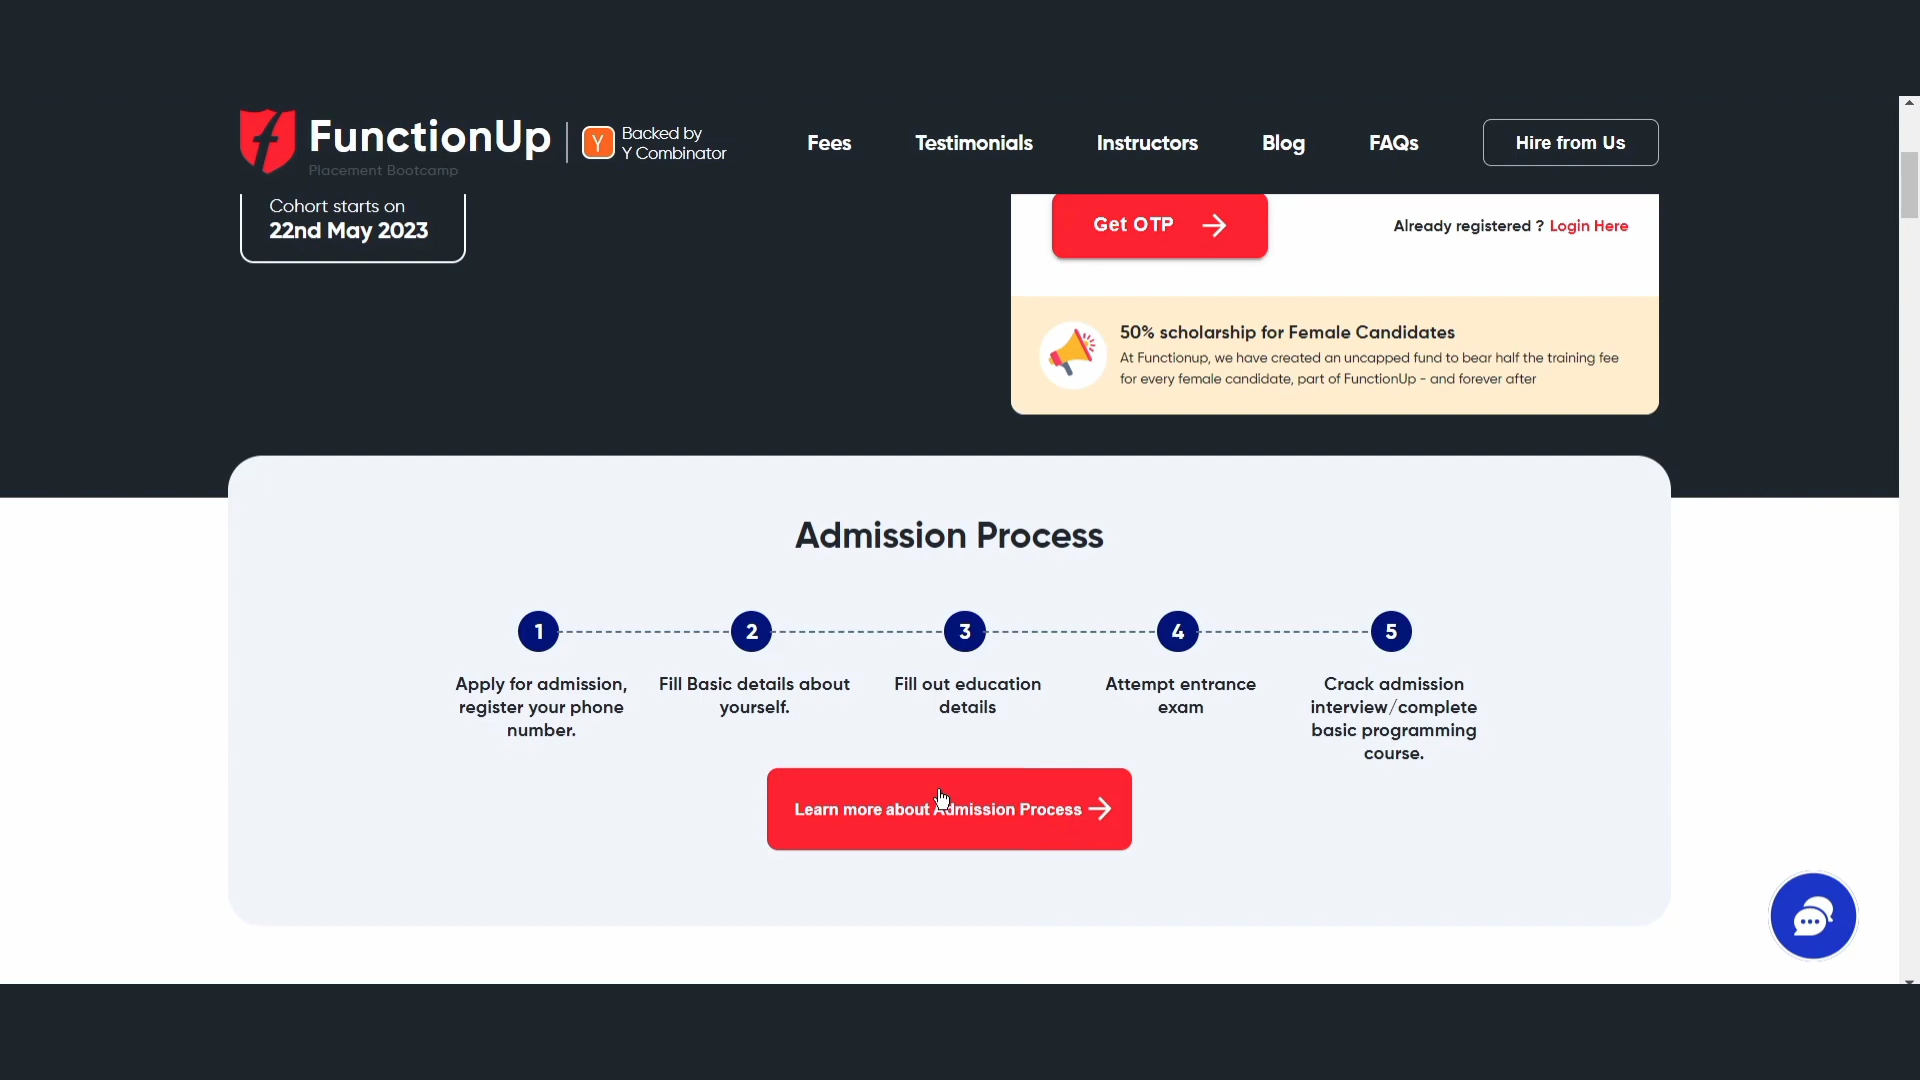 FunctionUp
Placement Bootcamp
Y
Backed by
Y Combinator
Fees
Testimonials
Instructors
Blog
FAQs
Hire from Us
Cohort starts on
22nd May 2023
Get OTP
Already registered ? Login Here
50% scholarship for Female Candidates
At Functionup, we have created an uncapped fund to bear half the training fee
for every female candidate, part of FunctionUp - and forever after
Admission Process
1
2
3
4
5
Apply for admission,
register your phone
number.
Fill Basic details about
yourself.
Fill out education
details
Attempt entrance
exam
Crack admission
interview/complete
basic programming
course.
Learn more about Admission Process